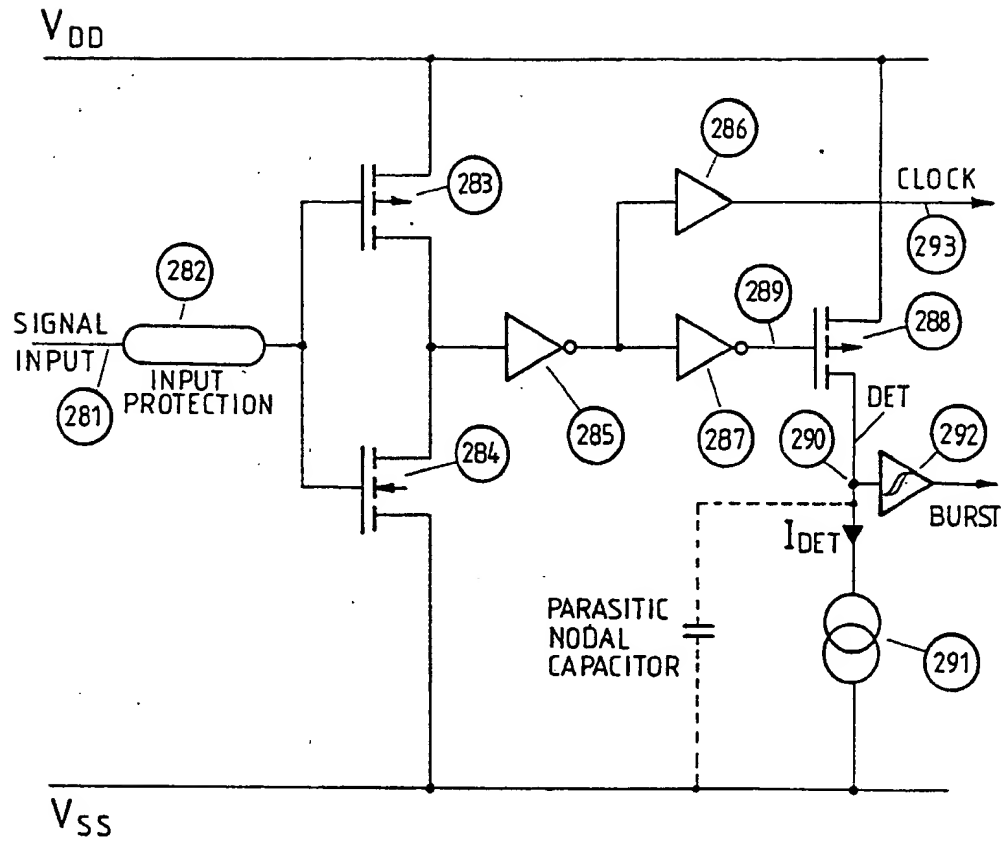 VDD
286
283
CLOCK
293
282
289
288
SIGNAL
INPUT
INPUT
PROTECTION
281
285
287
DET
290
292
284
BURST
IDET
PARASITIC
NODAL
CAPACITOR
291
VSS